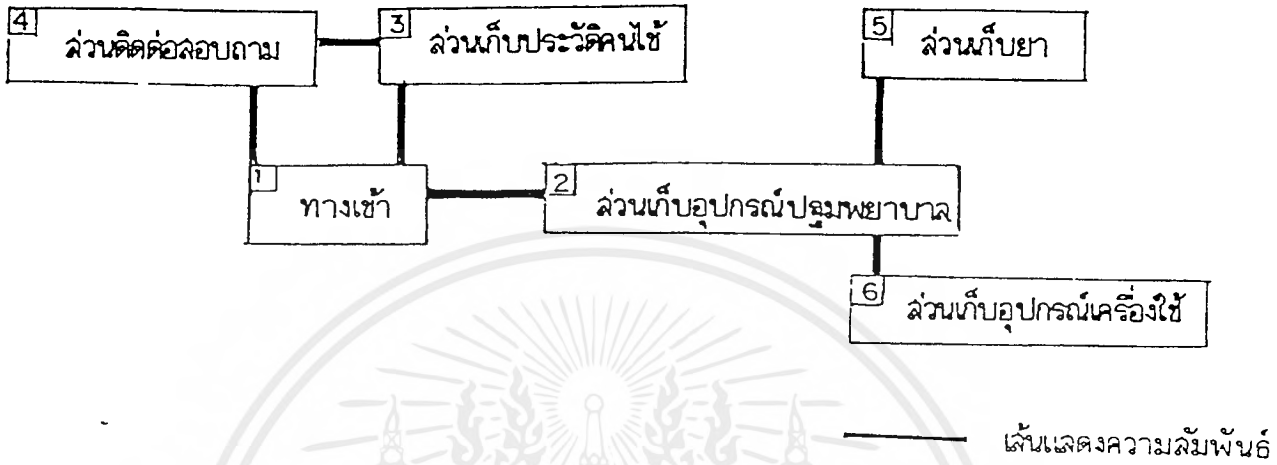 4 ส่วนติดต่อสอบถาม
3 ส่วนเก็บประวัติคนไข้
5 ส่วนเก็บยา
1 ทางเข้า
2 ส่วนเก็บอุปกรณ์ปฐมพยาบาล
6 ส่วนเก็บอุปกรณ์เครื่องใช้
เส้นแสดงความสัมพันธ์